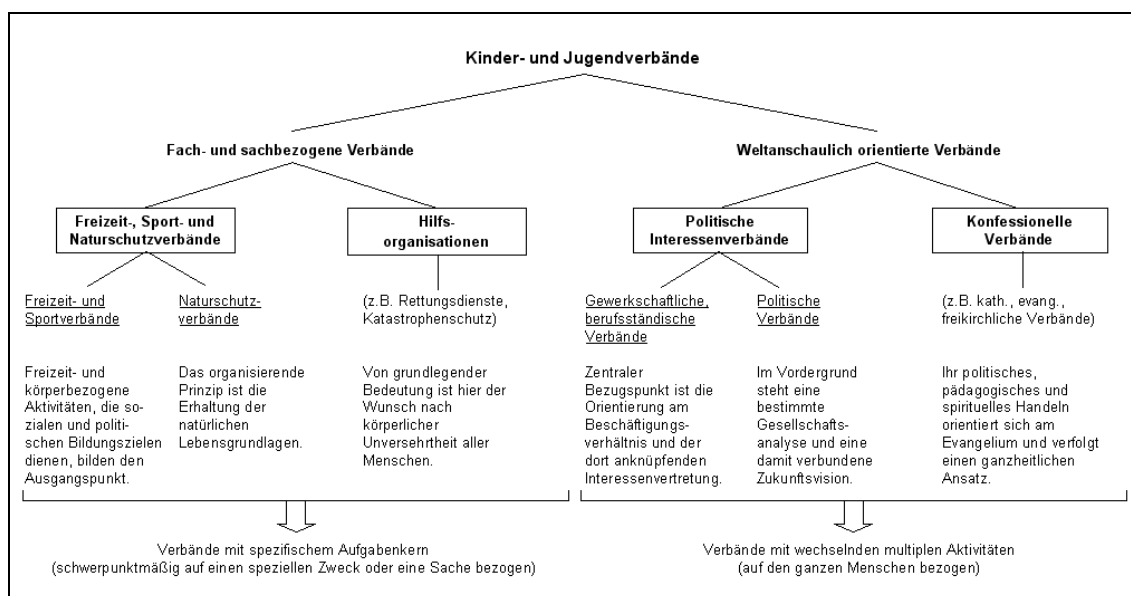 Kinder- und Jugendverbände
Fach- und sachbezogene Verbände
Weltanschaulich orientierte Verbände
Freizeit-, Sport- und
Naturschutzverbände
Hilfs-
organisationen
Politische
Interessenverbände
Konfessionelle
Verbände
Freizeit- und
Sportverbände
Naturschutz-
verbände
(z.B. Rettungsdienste,
Katastrophenschutz)
Gewerkschaftliche,
berufsständische
Verbände
Politische
Verbände
(z.B. kath., evang.,
freikirchliche Verbände)
Freizeit- und
körperbezogene
Aktivitäten, die so-
zialen und politi-
schen Bildungszielen
dienen, bilden den
Ausgangspunkt.
Das organisierende
Prinzip ist die
Erhaltung der
natürlichen
Lebensgrundlagen.
Von grundlegender
Bedeutung ist hier der
Wunsch nach
körperlicher
Unversehrtheit aller
Menschen.
Zentraler
Bezugspunkt ist die
Orientierung am
Beschäftigungs-
verhältnis und der
dort anknüpfenden
Interessenvertretung.
Im Vordergrund
steht eine
bestimmte
Gesellschafts-
analyse und eine
damit verbundene
Zukunftsvision.
Ihr politisches,
pädagogisches und
spirituelles Handeln
orientiert sich am
Evangelium und verfolgt
einen ganzheitlichen
Ansatz.
Verbände mit spezifischem Aufgabenkern
(schwerpunktmäßig auf einen speziellen Zweck oder eine Sache bezogen)
Verbände mit wechselnden multiplen Aktivitäten
(auf den ganzen Menschen bezogen)